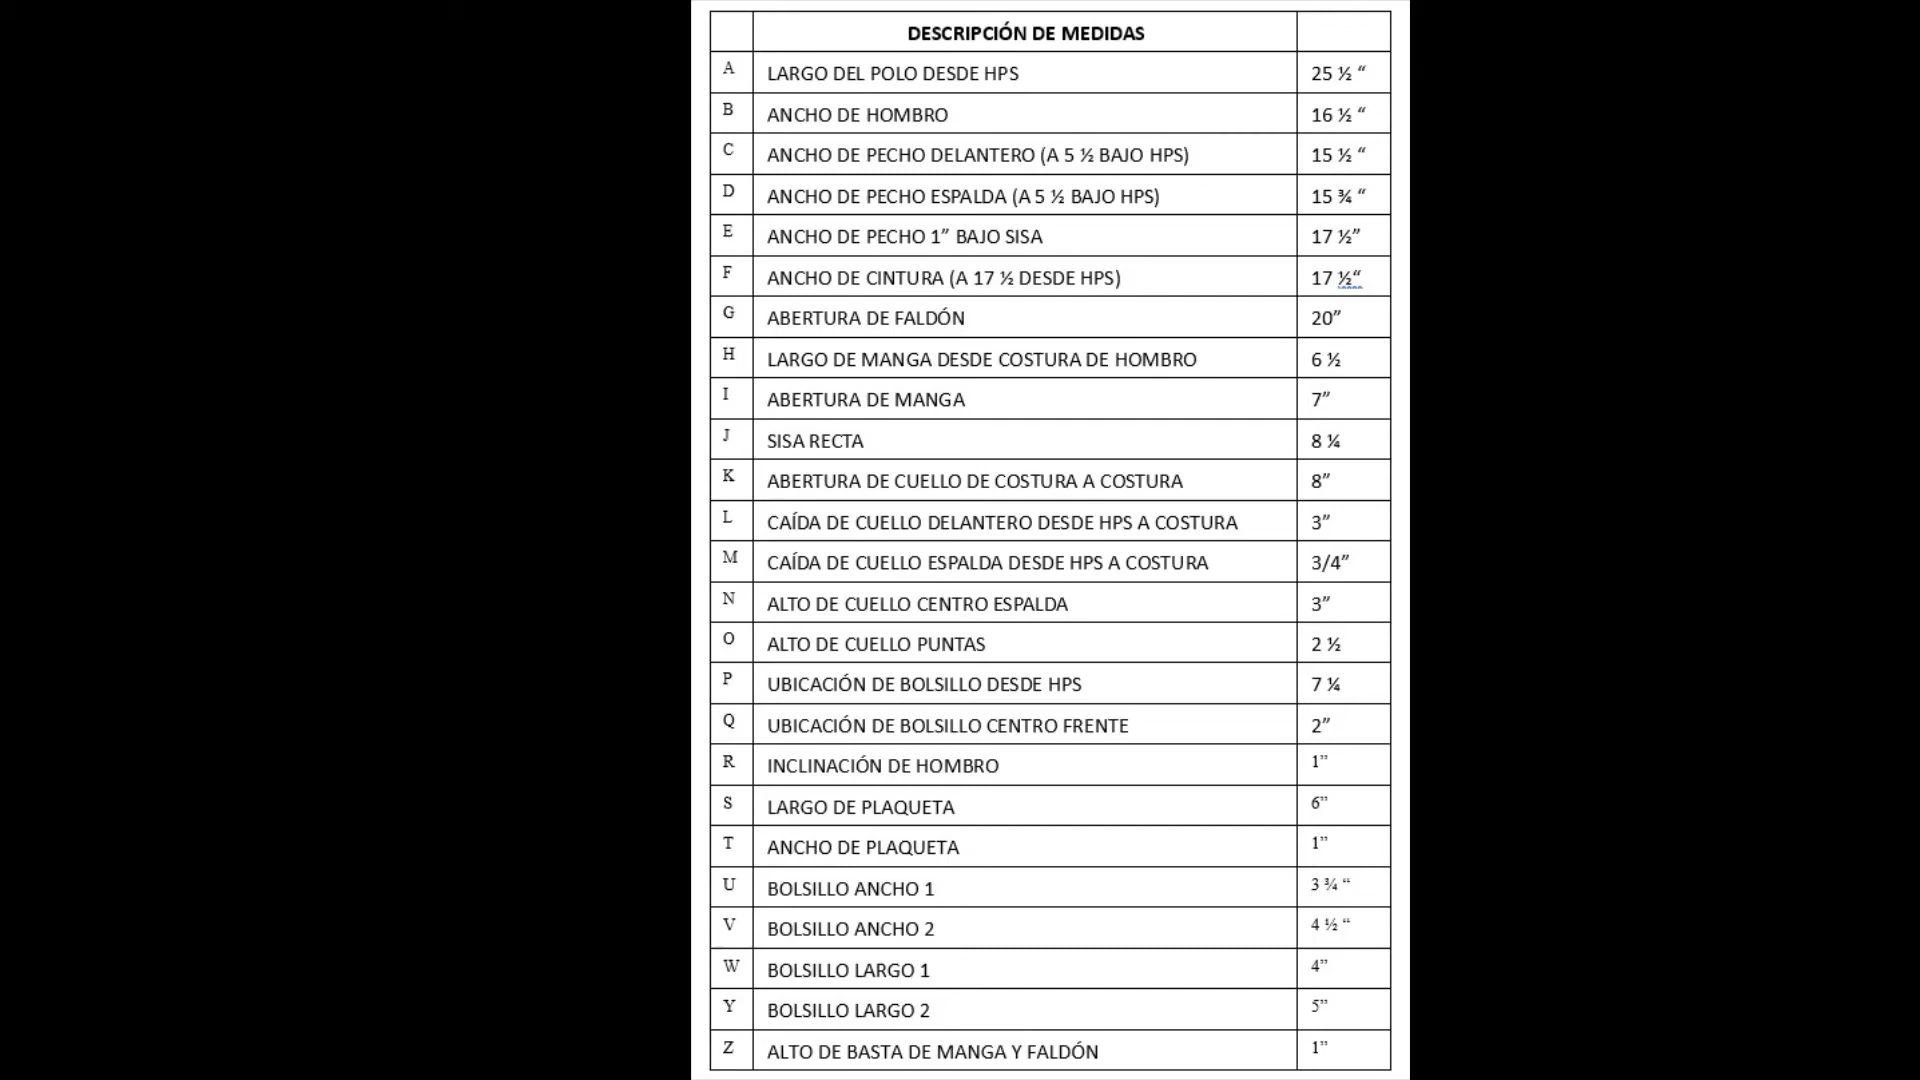 DESCRIPCIÓN DE MEDIDAS
A LARGO DEL POLO DESDE HPS 25 ½ “
B ANCHO DE HOMBRO 16 ½ “
C ANCHO DE PECHO DELANTERO (A 5 ½ BAJO HPS) 15 ½ “
D ANCHO DE PECHO ESPALDA (A 5 ½ BAJO HPS) 15 ¾ “
E ANCHO DE PECHO 1” BAJO SISA 17 ½”
F ANCHO DE CINTURA (A 17 ½ DESDE HPS) 17 ½“
G ABERTURA DE FALDÓN 20”
H LARGO DE MANGA DESDE COSTURA DE HOMBRO 6 ½
I ABERTURA DE MANGA 7”
J SISA RECTA 8 ¼
K ABERTURA DE CUELLO DE COSTURA A COSTURA 8”
L CAÍDA DE CUELLO DELANTERO DESDE HPS A COSTURA 3”
M CAÍDA DE CUELLO ESPALDA DESDE HPS A COSTURA 3/4”
N ALTO DE CUELLO CENTRO ESPALDA 3”
O ALTO DE CUELLO PUNTAS 2 ½
P UBICACIÓN DE BOLSILLO DESDE HPS 7 ¼
Q UBICACIÓN DE BOLSILLO CENTRO FRENTE 2”
R INCLINACIÓN DE HOMBRO 1”
S LARGO DE PLAQUETA 6”
T ANCHO DE PLAQUETA 1”
U BOLSILLO ANCHO 1 3 ¾ “
V BOLSILLO ANCHO 2 4 ½ “
W BOLSILLO LARGO 1 4”
Y BOLSILLO LARGO 2 5”
Z ALTO DE BASTA DE MANGA Y FALDÓN 1”